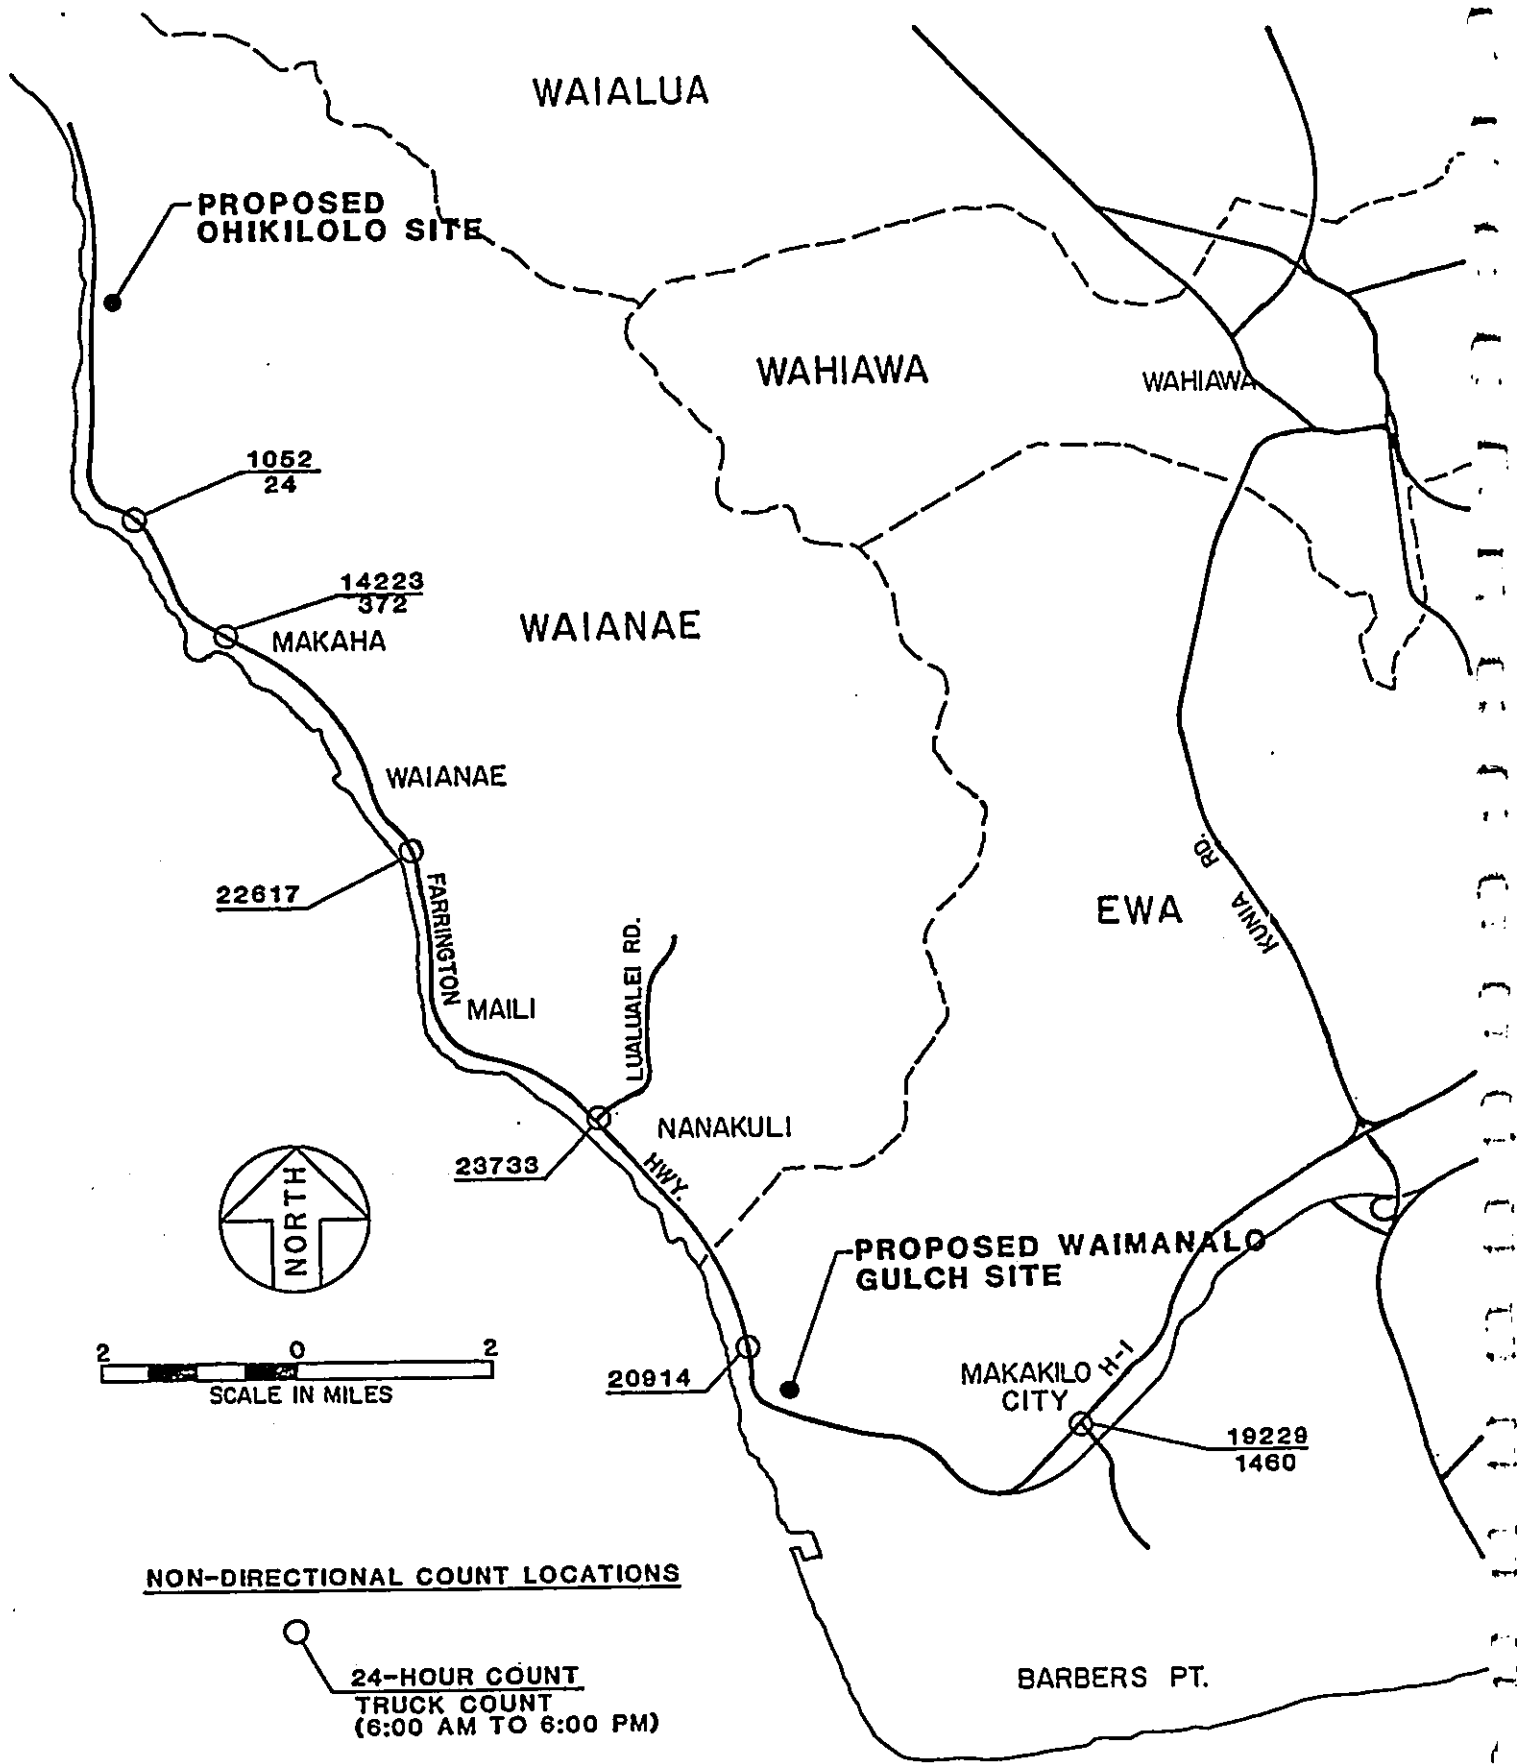 WAIALUA
PROPOSED
OHIKILOLO SITE
WAHIAWA
WAHIAWA
1052
24
14223
372
MAKAHA
WAIANAE
WAIANAE
22617
FARRINGTON
MAILI
LUALUALEI RD.
EWA
KUNIA RD.
23733
NANAKULI
HWY.
NORTH
PROPOSED WAIMANALO
GULCH SITE
2 0 2
SCALE IN MILES
20914
MAKAKILO
CITY
H-1
19229
1460
NON-DIRECTIONAL COUNT LOCATIONS
24-HOUR COUNT
TRUCK COUNT
(6:00 AM TO 6:00 PM)
BARBERS PT.